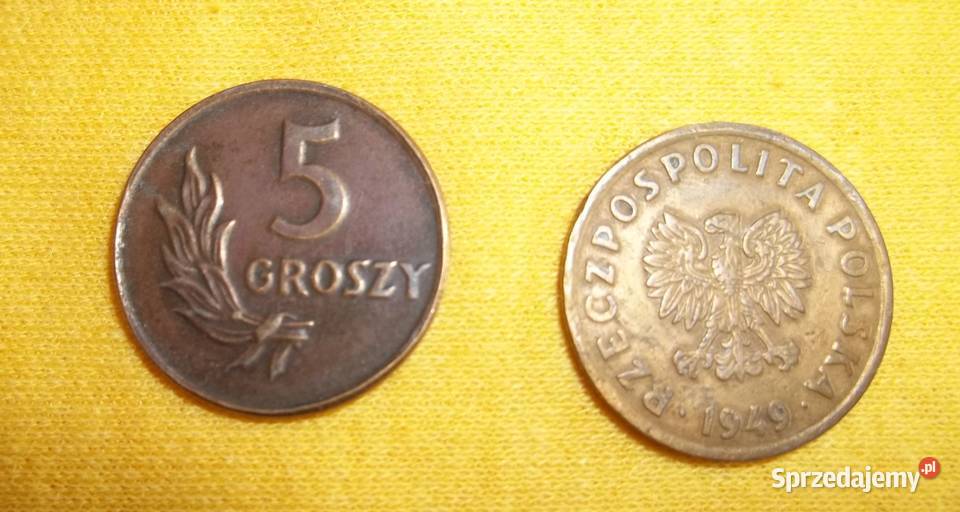 5
GROSZY
RZECZPOSPOLITA POLSKA
· 1949 ·
Sprzedajemy.pl